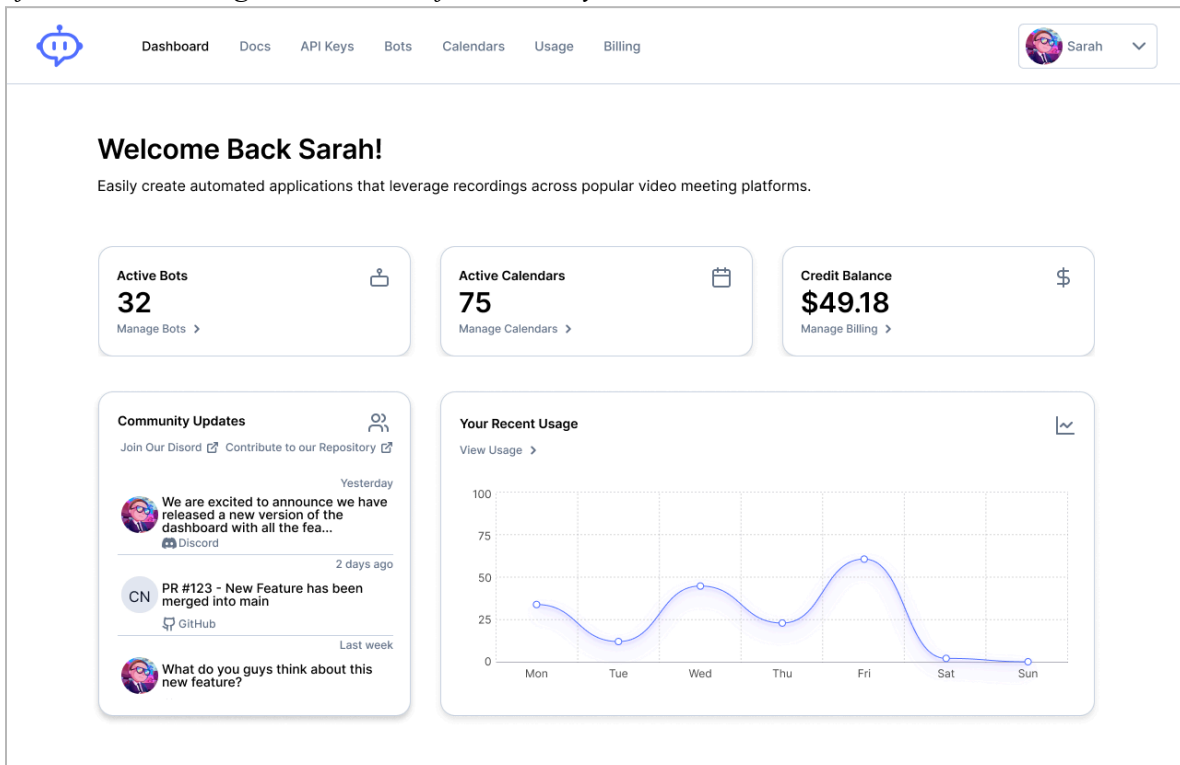 Dashboard Docs API Keys Bots Calendars Usage Billing
Sarah
Welcome Back Sarah!
Easily create automated applications that leverage recordings across popular video meeting platforms.
Active Bots
32
Manage Bots
Active Calendars
75
Manage Calendars
Credit Balance
$49.18
Manage Billing
Community Updates
Join Our Disord Contribute to our Repository
Yesterday
We are excited to announce we have
released a new version of the
dashboard with all the fea...
Discord
2 days ago
CN
PR #123 - New Feature has been
merged into main
GitHub
Last week
What do you guys think about this
new feature?
Your Recent Usage
View Usage
100
75
50
25
0
Mon Tue Wed Thu Fri Sat Sun